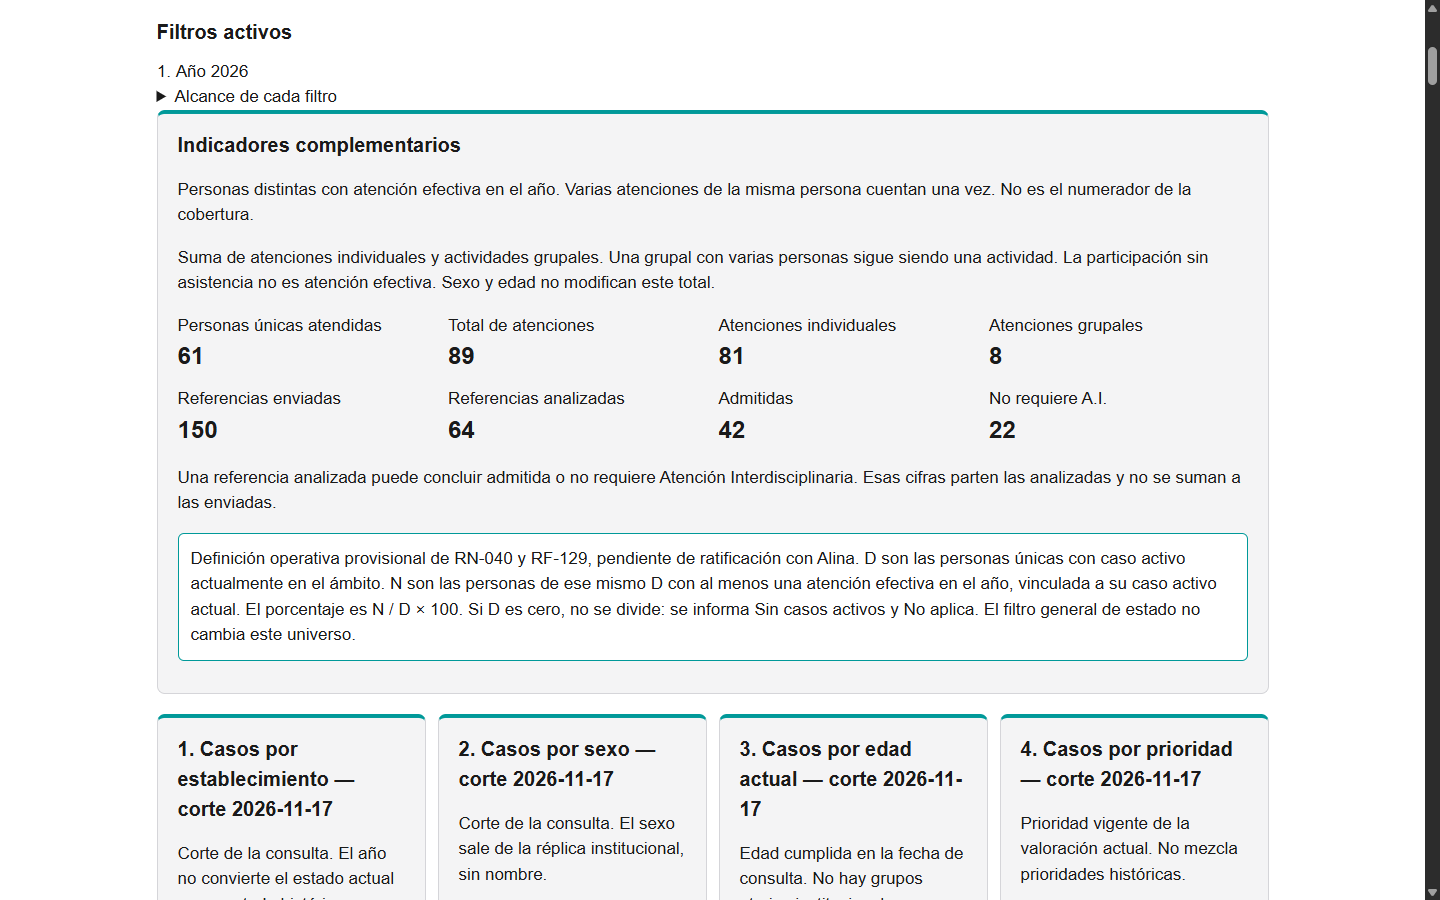 Filtros activos
1. Año 2026
▶ Alcance de cada filtro
Indicadores complementarios
Personas distintas con atención efectiva en el año. Varias atenciones de la misma persona cuentan una vez. No es el numerador de la
cobertura.
Suma de atenciones individuales y actividades grupales. Una grupal con varias personas sigue siendo una actividad. La participación sin
asistencia no es atención efectiva. Sexo y edad no modifican este total.
Personas únicas atendidas
61
Total de atenciones
89
Atenciones individuales
81
Atenciones grupales
8
Referencias enviadas
150
Referencias analizadas
64
Admitidas
42
No requiere A.I.
22
Una referencia analizada puede concluir admitida o no requiere Atención Interdisciplinaria. Esas cifras parten las analizadas y no se suman a
las enviadas.
Definición operativa provisional de RN-040 y RF-129, pendiente de ratificación con Alina. D son las personas únicas con caso activo
actualmente en el ámbito. N son las personas de ese mismo D con al menos una atención efectiva en el año, vinculada a su caso activo
actual. El porcentaje es N / D × 100. Si D es cero, no se divide: se informa Sin casos activos y No aplica. El filtro general de estado no
cambia este universo.
1. Casos por
establecimiento —
corte 2026-11-17
Corte de la consulta. El año
no convierte el estado actual
2. Casos por sexo —
corte 2026-11-17
Corte de la consulta. El sexo
sale de la réplica institucional,
sin nombre.
3. Casos por edad
actual — corte 2026-11-
17
Edad cumplida en la fecha de
consulta. No hay grupos
4. Casos por prioridad
— corte 2026-11-17
Prioridad vigente de la
valoración actual. No mezcla
prioridades históricas.